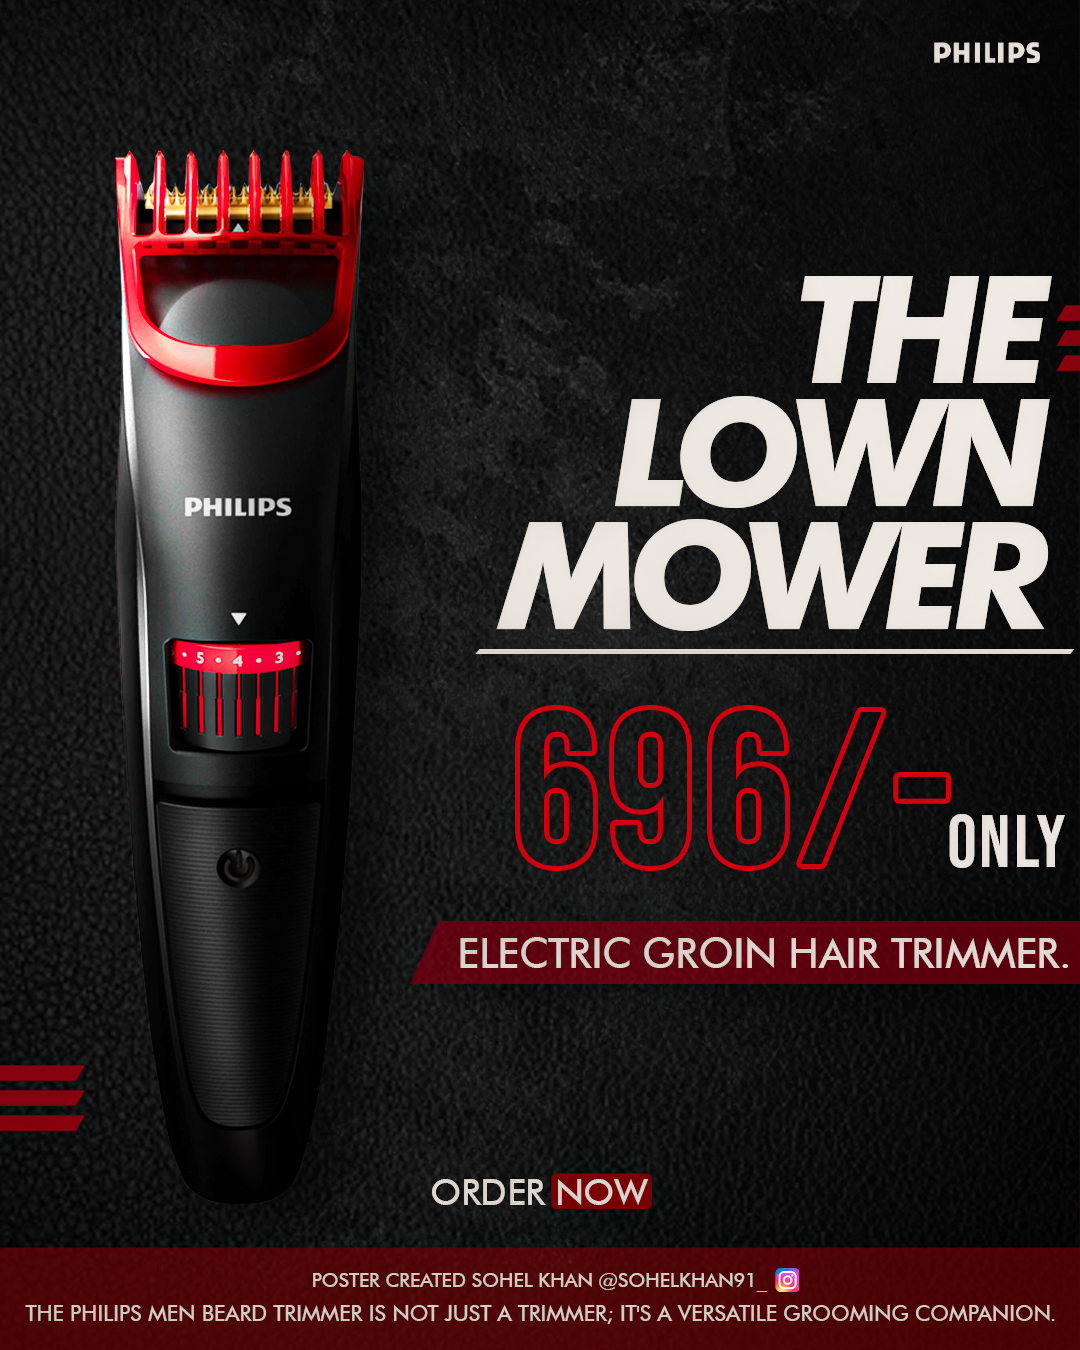 PHILIPS
THE
LOWN
MOWER
PHILIPS
5 • 4 • 3
696/-
ONLY
ELECTRIC GROIN HAIR TRIMMER.
ORDER NOW
POSTER CREATED SOHEL KHAN @SOHELKHAN91_
THE PHILIPS MEN BEARD TRIMMER IS NOT JUST A TRIMMER; IT'S A VERSATILE GROOMING COMPANION.